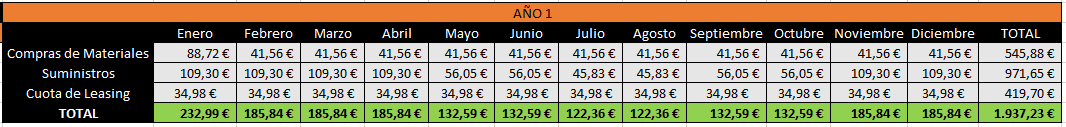 AÑO 1
Enero Febrero Marzo Abril Mayo Junio Julio Agosto Septiembre Octubre Noviembre Diciembre TOTAL
Compras de Materiales 88,72 € 41,56 € 41,56 € 41,56 € 41,56 € 41,56 € 41,56 € 41,56 € 41,56 € 41,56 € 41,56 € 41,56 € 545,88 €
Suministros 109,30 € 109,30 € 109,30 € 109,30 € 56,05 € 56,05 € 45,83 € 45,83 € 56,05 € 56,05 € 109,30 € 109,30 € 971,65 €
Cuota de Leasing 34,98 € 34,98 € 34,98 € 34,98 € 34,98 € 34,98 € 34,98 € 34,98 € 34,98 € 34,98 € 34,98 € 34,98 € 419,70 €
TOTAL 232,99 € 185,84 € 185,84 € 185,84 € 132,59 € 132,59 € 122,36 € 122,36 € 132,59 € 132,59 € 185,84 € 185,84 € 1.937,23 €